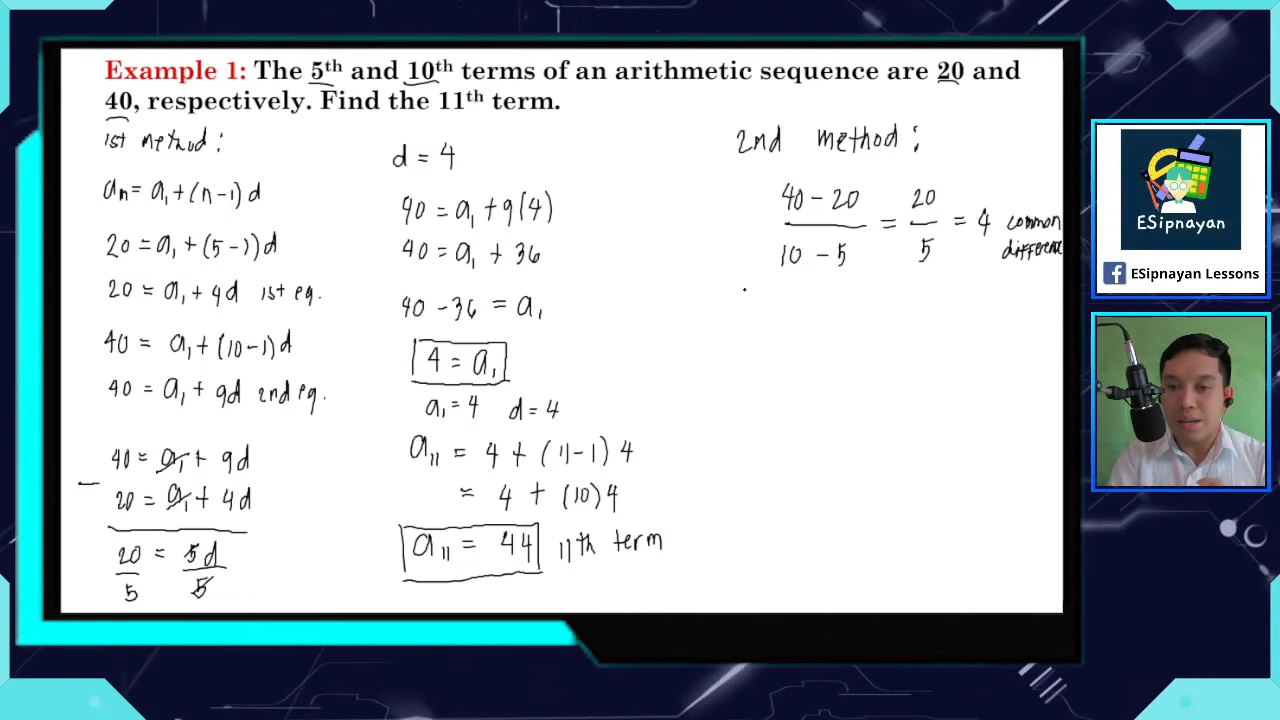 Example 1: The 5th and 10th terms of an arithmetic sequence are 20 and
40, respectively. Find the 11th term.
1st method:
an = a1 + (n-1)d
20 = a1 + (5-1)d
20 = a1 + 4d 1st eq.
40 = a1 + (10-1)d
40 = a1 + 9d 2nd eq.
40 = a1 + 9d
- 20 = a1 + 4d
20/5 = 5d/5
d = 4
40 = a1 + 9(4)
40 = a1 + 36
40 - 36 = a1
4 = a1
a1 = 4 d = 4
a11 = 4 + (11-1)4
= 4 + (10)4
a11 = 44 11th term
2nd method:
40-20/10-5 = 20/5 = 4 common
difference
ESipnayan
ESipnayan Lessons